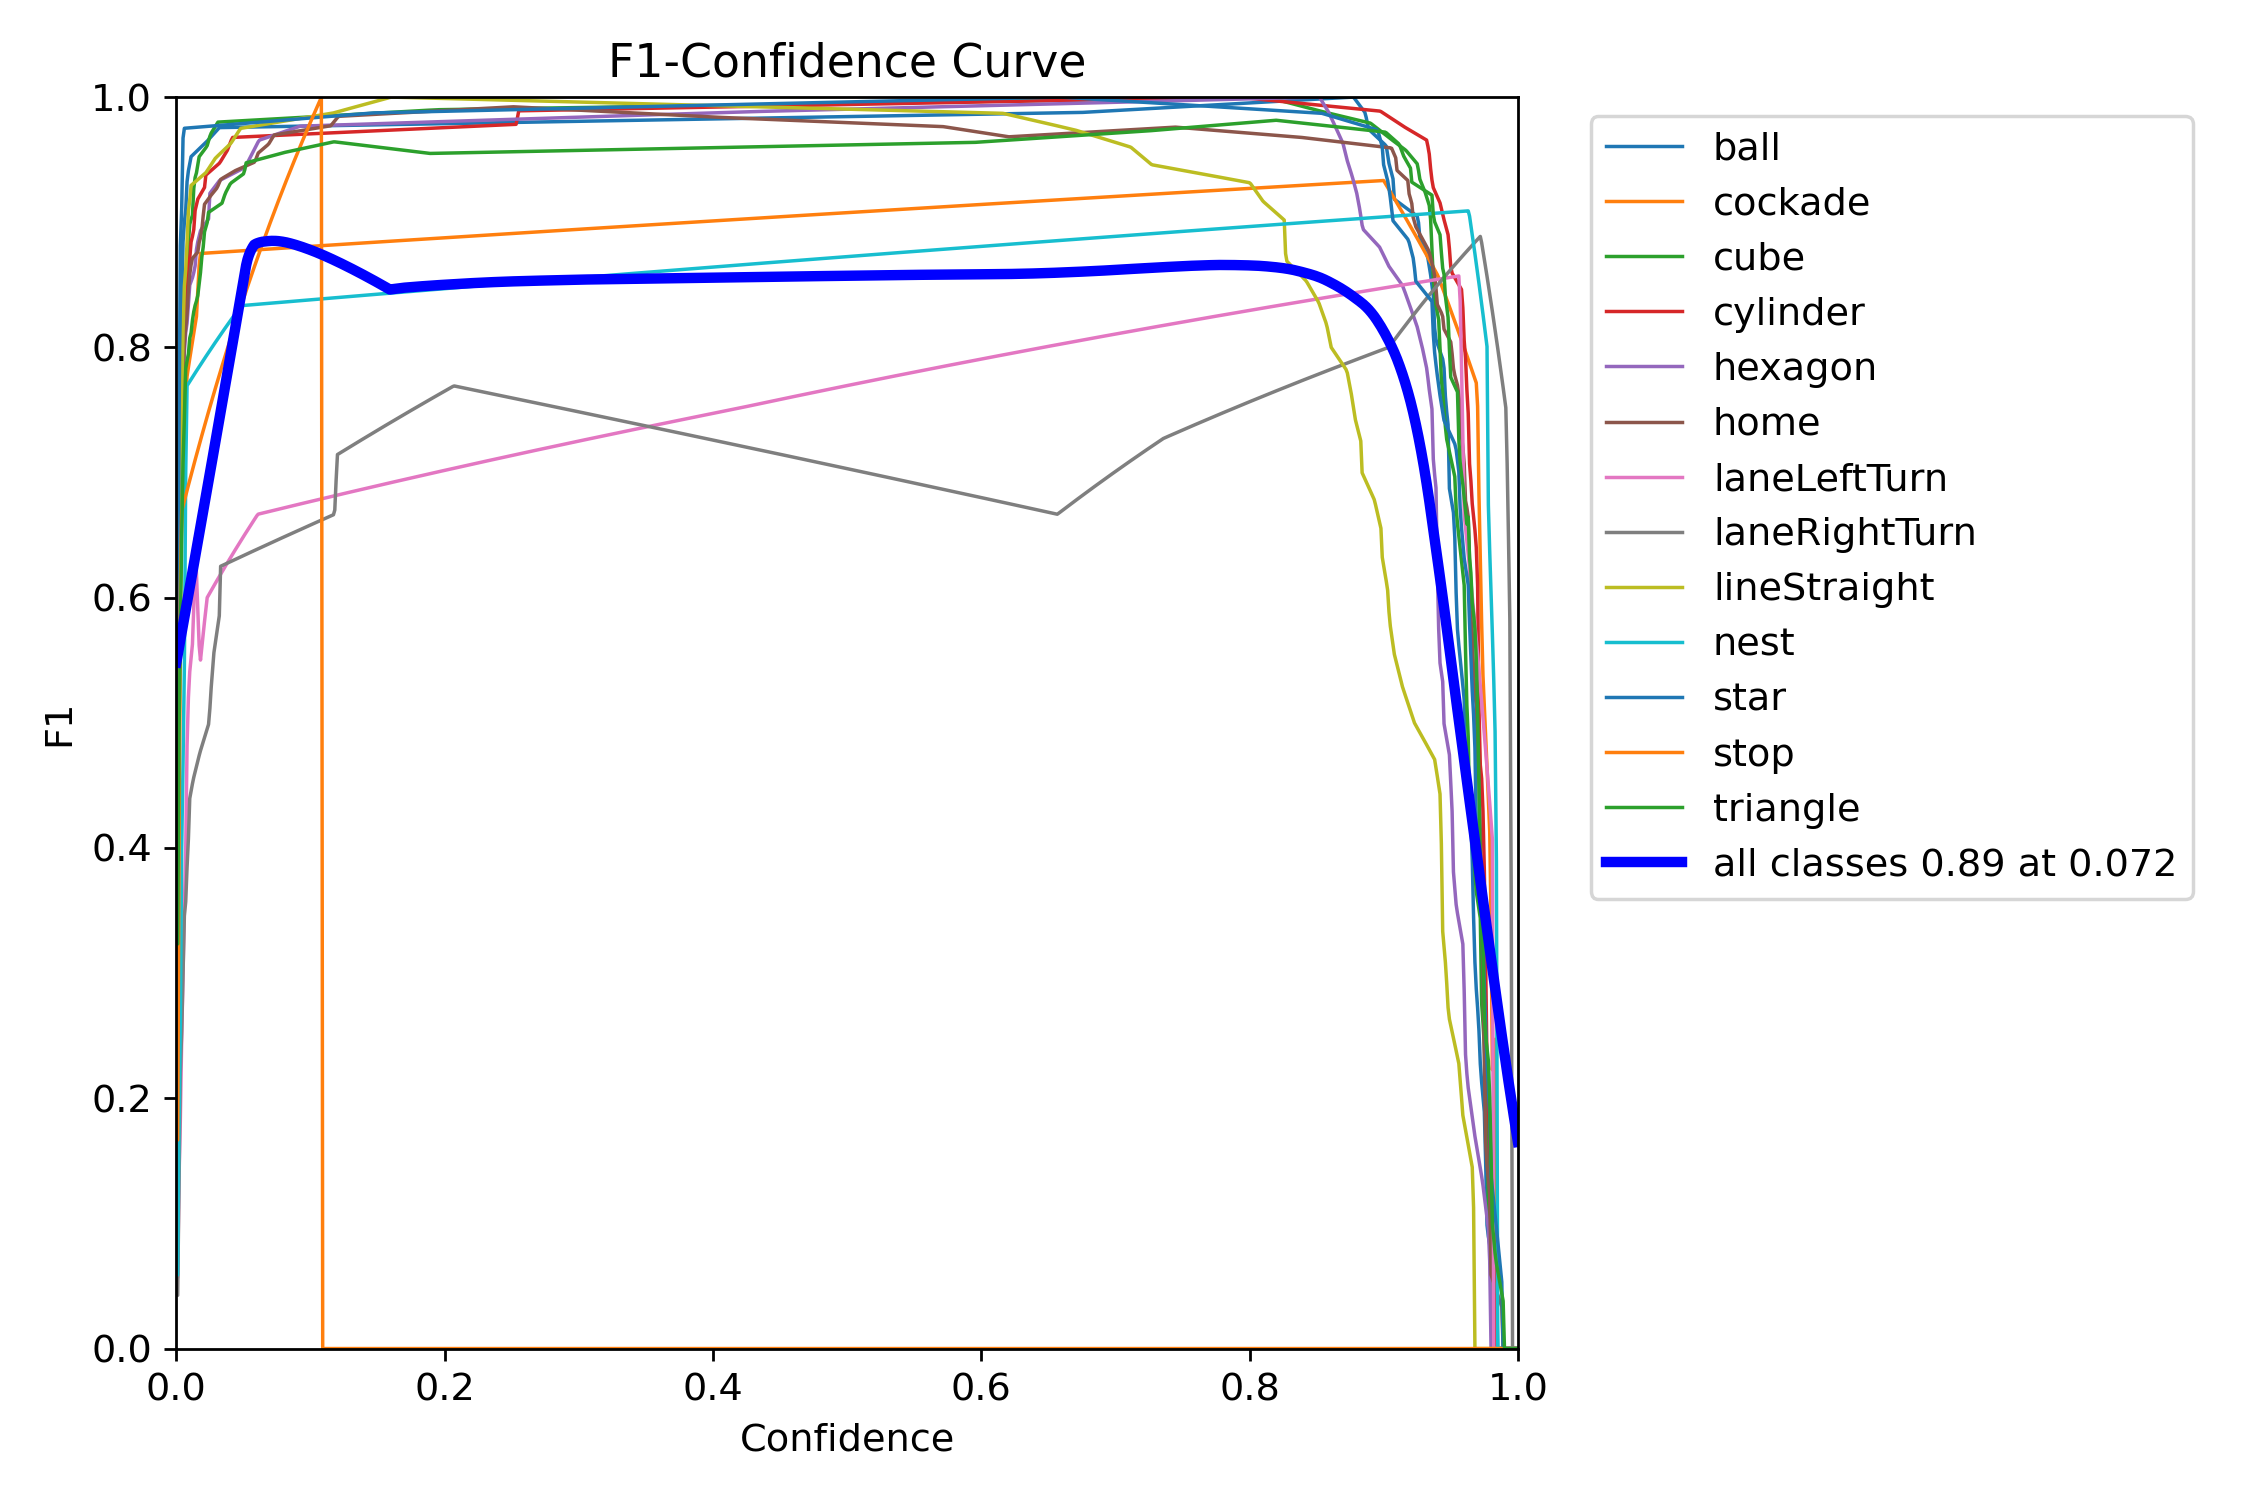 F1-Confidence Curve
1.0
0.8
0.6
0.4
0.2
0.0
F1
0.0 0.2 0.4 0.6 0.8 1.0
Confidence
ball
cockade
cube
cylinder
hexagon
home
laneLeftTurn
laneRightTurn
lineStraight
nest
star
stop
triangle
all classes 0.89 at 0.072